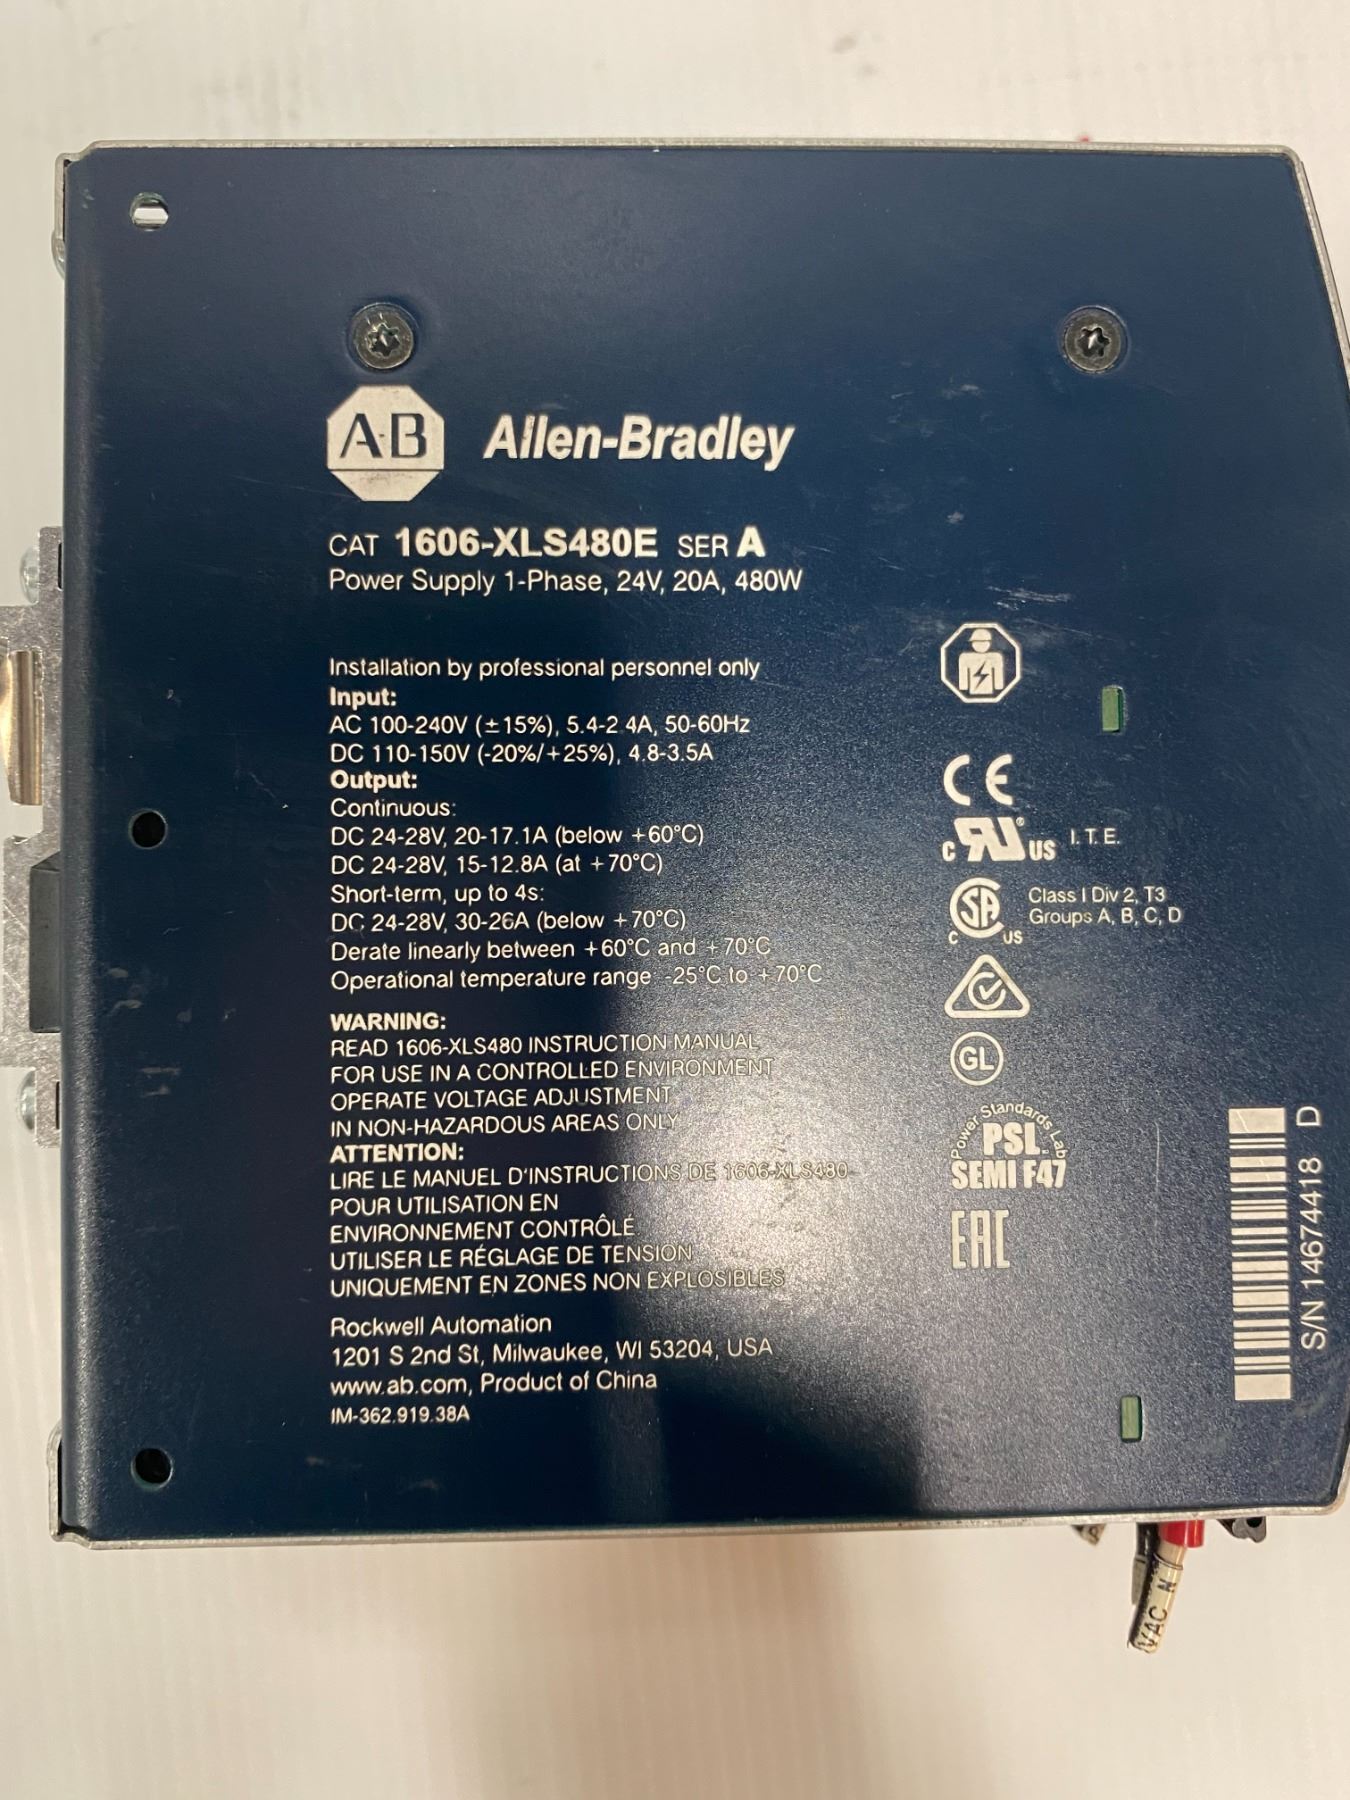 A-B Allen-Bradley
CAT 1606-XLS480E SER A
Power Supply 1-Phase, 24V, 20A, 480W
Installation by professional personnel only
Input:
AC 100-240V (±15%), 5.4-2.4A, 50-60Hz
DC 110-150V (-20%/+25%), 4.8-3.5A
Output:
Continuous:
DC 24-28V, 20-17.1A (below +60°C)
DC 24-28V, 15-12.8A (at +70°C)
Short-term, up to 4s:
DC 24-28V, 30-26A (below +70°C)
Derate linearly between +60°C and +70°C
Operational temperature range -25°C to +70°C
WARNING:
READ 1606-XLS480 INSTRUCTION MANUAL
FOR USE IN A CONTROLLED ENVIRONMENT
OPERATE VOLTAGE ADJUSTMENT
IN NON-HAZARDOUS AREAS ONLY
ATTENTION:
LIRE LE MANUEL D'INSTRUCTIONS DE 1606-XLS480
POUR UTILISATION EN
ENVIRONNEMENT CONTRÔLÉ
UTILISER LE RÉGLAGE DE TENSION
UNIQUEMENT EN ZONES NON EXPLOSIBLES
Rockwell Automation
1201 S 2nd St, Milwaukee, WI 53204, USA
www.ab.com, Product of China
IM-362.919.38A
CE
c RU ® US I.T.E.
c SA US Class I Div 2, T3
Groups A, B, C, D
GL
Power Standards Lab
PSL
SEMI F47
EAC
S/N 14674418 D
VAC N